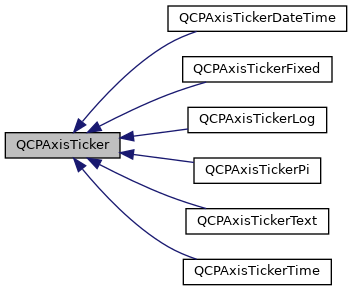 QCPAxisTickerDateTime
QCPAxisTickerFixed
QCPAxisTickerLog
QCPAxisTicker
QCPAxisTickerPi
QCPAxisTickerText
QCPAxisTickerTime